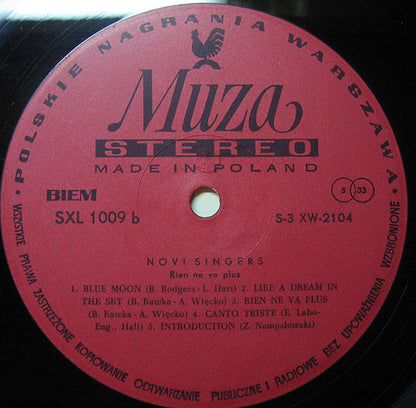 • POLSKIE NAGRANIA WARSZAWA •
Muza
STEREO
MADE IN POLAND
BIEM
SXL 1009 b
S 33
S-3 XW-2104
NOVI SINGERS
Rien ne va plus
1. BLUE MOON (R. Rodgers - L. Hart) 2. LIKE A DREAM
IN THE SKY (B. Kawka - A. Więcko) 3. RIEN NE VA PLUS
(B. Kawka - A. Więcko) 4. CANTO TRISTE (E. Labo-
Eng., Hall) 5. INTRODUCTION (Z. Namysłowski)
WSZYSTKIE PRAWA ZASTRZEŻONE KOPIOWANIE ODTWARZANIE PUBLICZNE I RADIOWE BEZ UPOWAŻNIENIA WZBRONIONE